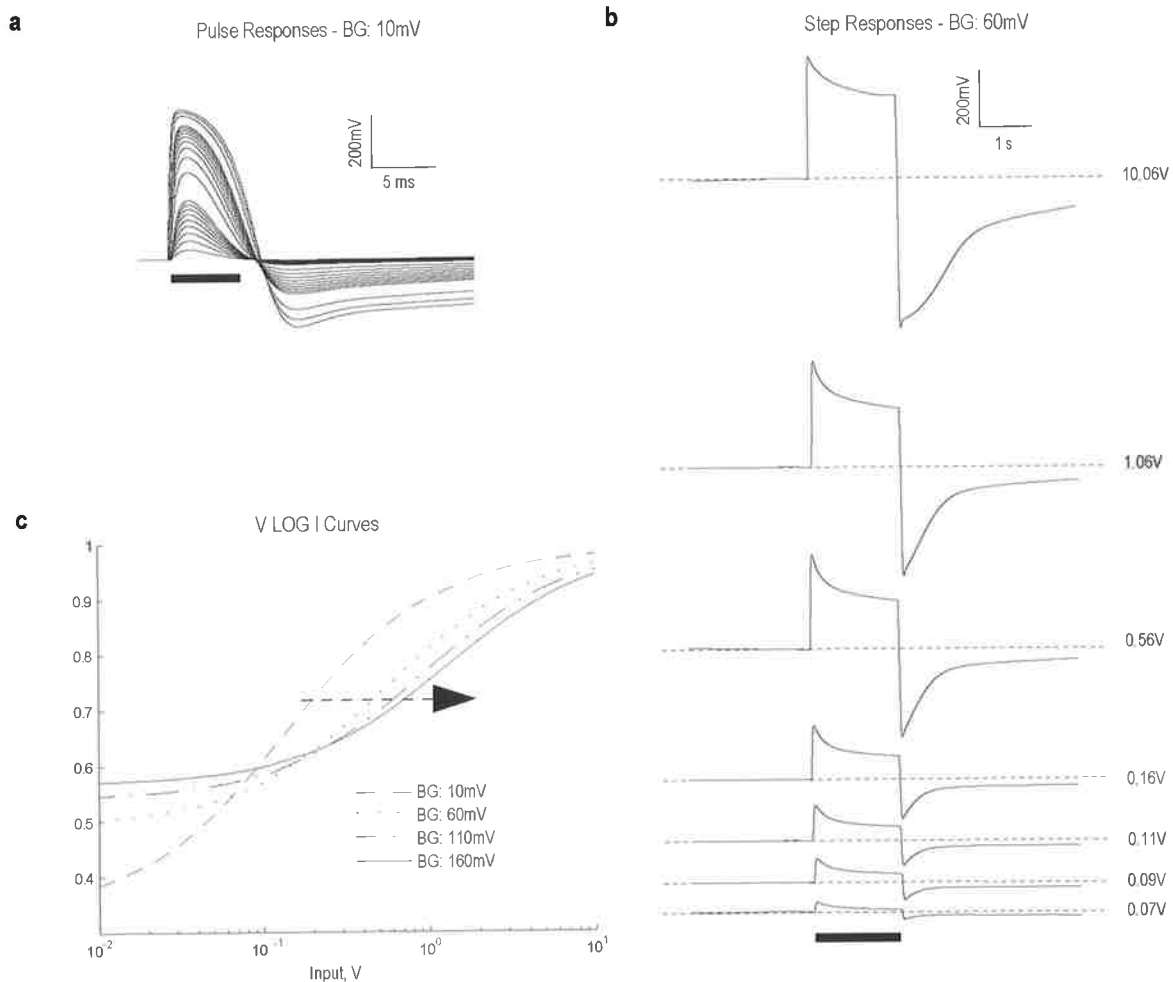 a
Pulse Responses - BG: 10mV
200mV
5 ms
b
Step Responses - BG: 60mV
200mV
1 s
10,06V
1,06V
0,56V
0,16V
0,11V
0,09V
0,07V
c
V LOG I Curves
1
0.9
0.8
0.7
0.6
0.5
0.4
BG: 10mV
BG: 60mV
BG: 110mV
BG: 160mV
10⁻² 10⁻¹ 10⁰ 10¹
Input, V